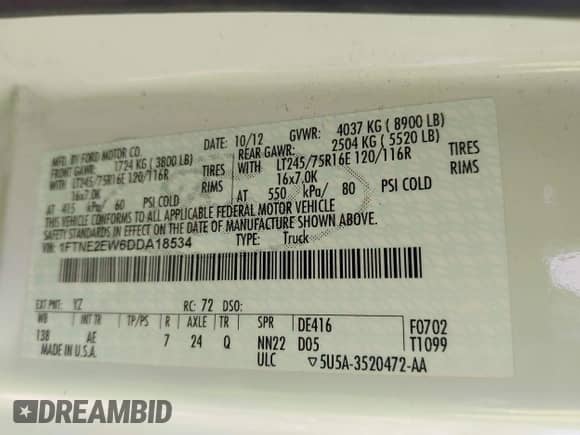 MFD. BY FORD MOTOR CO.
DATE: 10/12 GVWR: 4037 KG ( 8900 LB)
FRONT GAWR: 1724 KG ( 3800 LB) REAR GAWR: 2504 KG ( 5520 LB)
WITH LT245/75R16E 120/116R TIRES WITH LT245/75R16E 120/116R TIRES
16x7.0K RIMS 16x7.0K RIMS
AT 415 kPa/ 60 PSI COLD AT 550 kPa/ 80 PSI COLD
THIS VEHICLE CONFORMS TO ALL APPLICABLE FEDERAL MOTOR VEHICLE
SAFETY STANDARDS IN EFFECT ON THE DATE OF MANUFACTURE SHOWN ABOVE.
VIN: 1FTNE2EW6DDA18534 TYPE: Truck
EXT PNT: YZ RC: 72 DSO:
WB INT TR TP/PS R AXLE TR SPR DE416 F0702
138 AE 7 24 Q NN22 D05 T1099
MADE IN U.S.A. ULC ▽5U5A-3520472-AA
DREAMBID